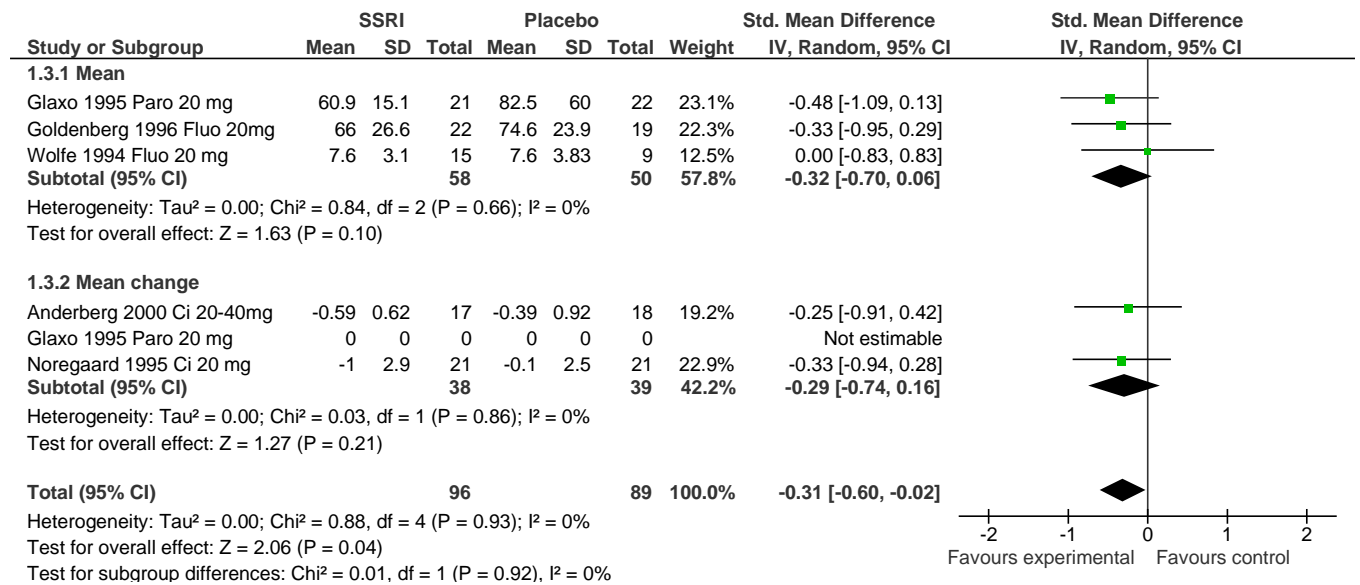 SSRI Placebo Std. Mean Difference Std. Mean Difference
Study or Subgroup Mean SD Total Mean SD Total Weight IV, Random, 95% CI IV, Random, 95% CI
1.3.1 Mean
Glaxo 1995 Paro 20 mg 60.9 15.1 21 82.5 60 22 23.1% -0.48 [-1.09, 0.13]
Goldenberg 1996 Fluo 20mg 66 26.6 22 74.6 23.9 19 22.3% -0.33 [-0.95, 0.29]
Wolfe 1994 Fluo 20 mg 7.6 3.1 15 7.6 3.83 9 12.5% 0.00 [-0.83, 0.83]
Subtotal (95% CI) 58 50 57.8% -0.32 [-0.70, 0.06]
Heterogeneity: Tau² = 0.00; Chi² = 0.84, df = 2 (P = 0.66); I² = 0%
Test for overall effect: Z = 1.63 (P = 0.10)
1.3.2 Mean change
Anderberg 2000 Ci 20-40mg -0.59 0.62 17 -0.39 0.92 18 19.2% -0.25 [-0.91, 0.42]
Glaxo 1995 Paro 20 mg 0 0 0 0 0 0 Not estimable
Noregaard 1995 Ci 20 mg -1 2.9 21 -0.1 2.5 21 22.9% -0.33 [-0.94, 0.28]
Subtotal (95% CI) 38 39 42.2% -0.29 [-0.74, 0.16]
Heterogeneity: Tau² = 0.00; Chi² = 0.03, df = 1 (P = 0.86); I² = 0%
Test for overall effect: Z = 1.27 (P = 0.21)
Total (95% CI) 96 89 100.0% -0.31 [-0.60, -0.02]
Heterogeneity: Tau² = 0.00; Chi² = 0.88, df = 4 (P = 0.93); I² = 0%
Test for overall effect: Z = 2.06 (P = 0.04)
Test for subgroup differences: Chi² = 0.01, df = 1 (P = 0.92), I² = 0%
-2 -1 0 1 2
Favours experimental Favours control